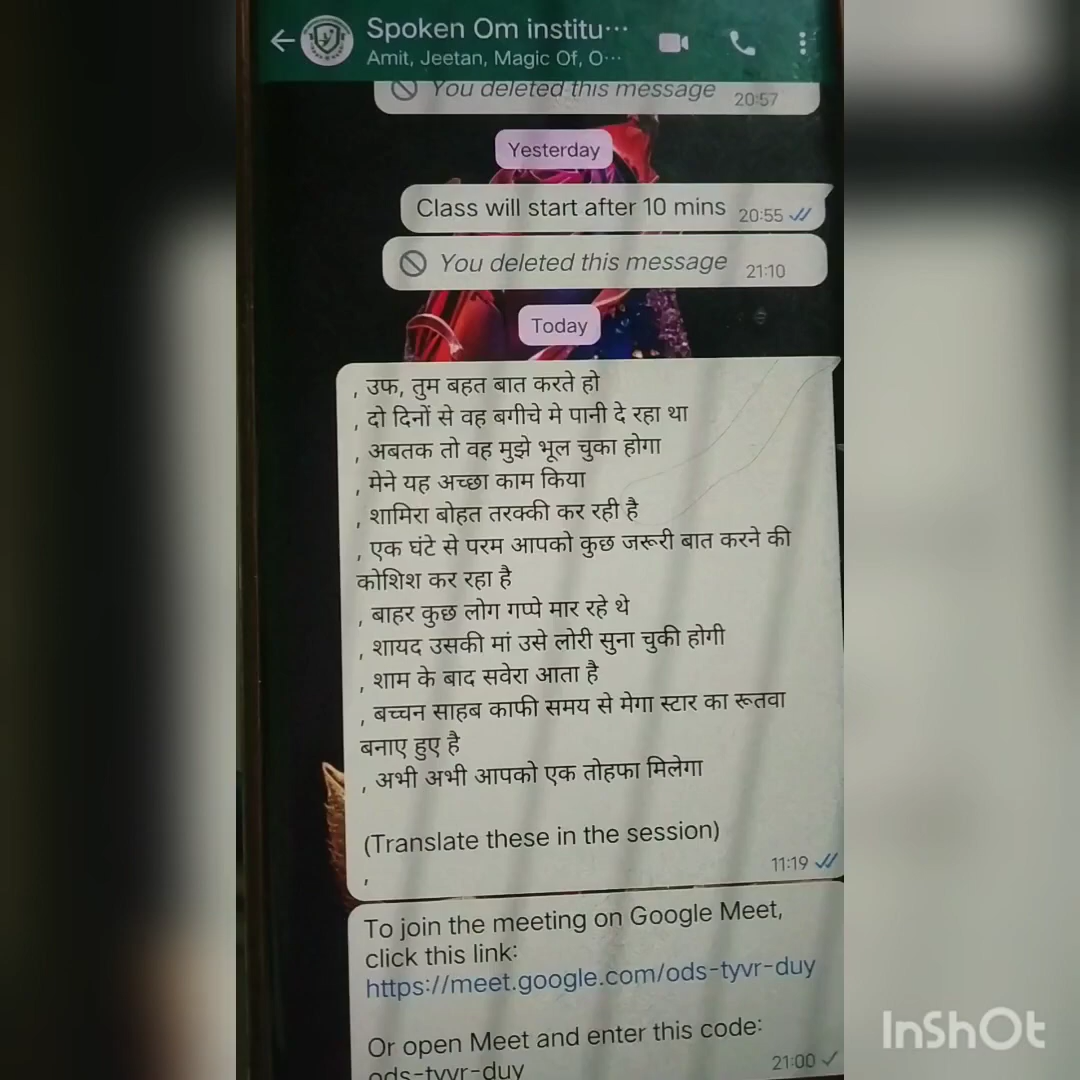 Spoken Om institu...
Amit, Jeetan, Magic Of, O...
You deleted this message 20:57
Yesterday
Class will start after 10 mins 20:55
You deleted this message 21:10
Today
, उफ, तुम बहत बात करते हो
, दो दिनों से वह बगीचे मे पानी दे रहा था
, अबतक तो वह मुझे भूल चुका होगा
, मेने यह अच्छा काम किया
, शामिरा बोहत तरक्की कर रही है
, एक घंटे से परम आपको कुछ जरूरी बात करने की
कोशिश कर रहा है
, बाहर कुछ लोग गप्पे मार रहे थे
, शायद उसकी मां उसे लोरी सुना चुकी होगी
, शाम के बाद सवेरा आता है
, बच्चन साहब काफी समय से मेगा स्टार का रूतवा
बनाए हुए है
, अभी अभी आपको एक तोहफा मिलेगा
(Translate these in the session)
,
11:19
To join the meeting on Google Meet,
click this link:
https://meet.google.com/ods-tyvr-duy
Or open Meet and enter this code:
ods-tyvr-duy
21:00
InShOt